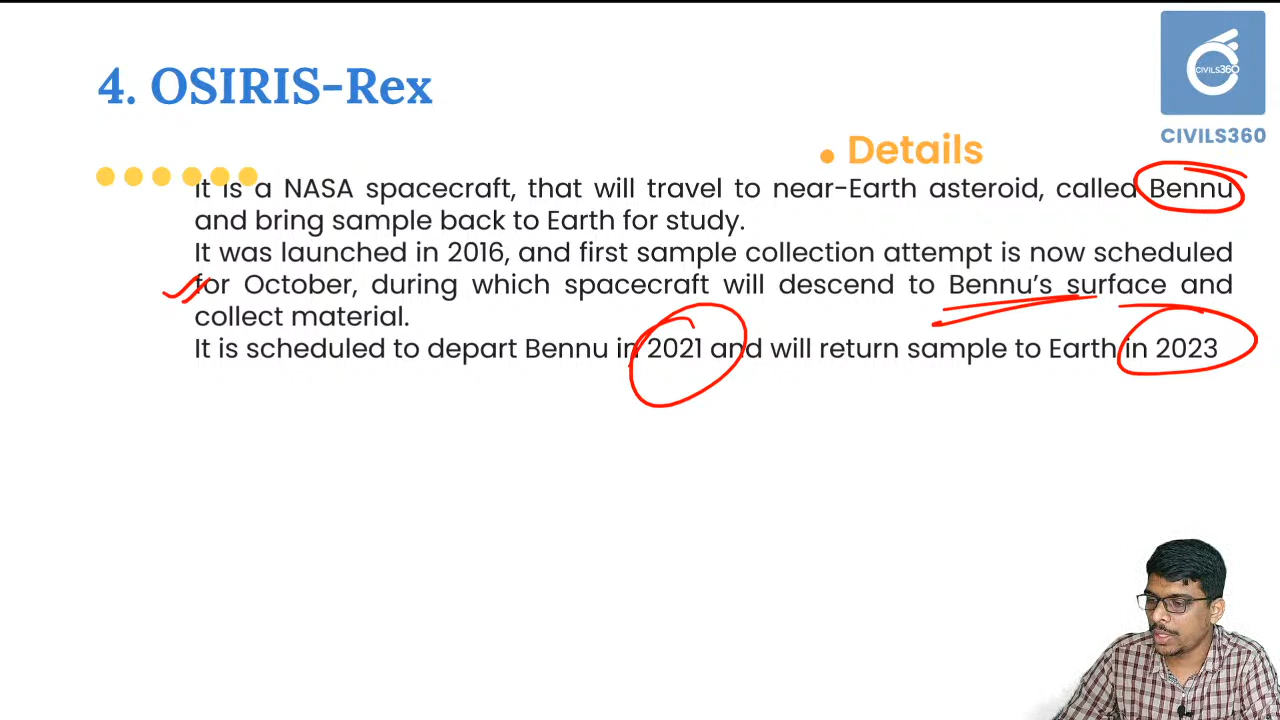 4. OSIRIS-Rex
CIVILS360
CIVILS360
Details
It is a NASA spacecraft, that will travel to near-Earth asteroid, called Bennu
and bring sample back to Earth for study.
It was launched in 2016, and first sample collection attempt is now scheduled
for October, during which spacecraft will descend to Bennu's surface and
collect material.
It is scheduled to depart Bennu in 2021 and will return sample to Earth in 2023